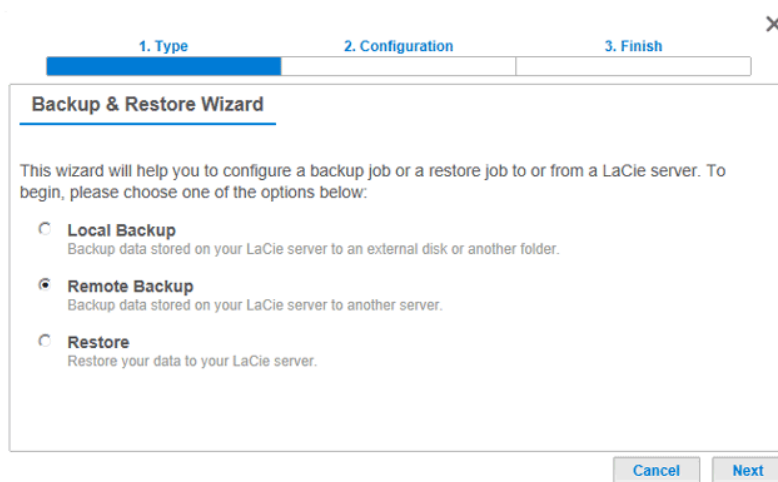 1. Type 2. Configuration 3. Finish
Backup & Restore Wizard
This wizard will help you to configure a backup job or a restore job to or from a LaCie server. To
begin, please choose one of the options below:
Local Backup
Backup data stored on your LaCie server to an external disk or another folder.
Remote Backup
Backup data stored on your LaCie server to another server.
Restore
Restore your data to your LaCie server.
Cancel Next